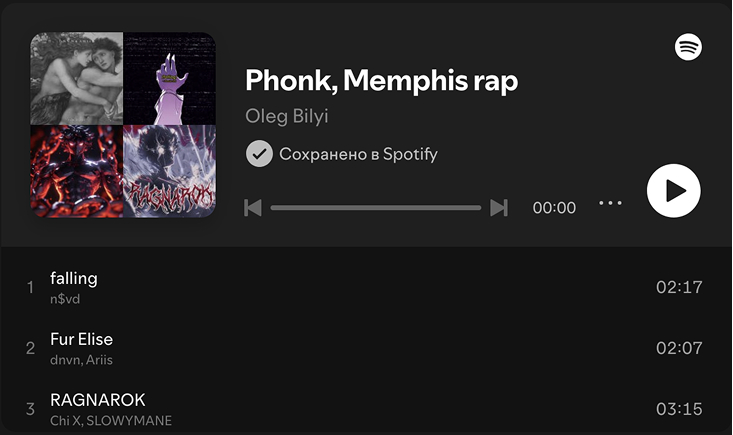 RAGNAROK
Phonk, Memphis rap
Oleg Bilyi
Сохранено в Spotify
00:00
1 falling 02:17
n$vd
2 Fur Elise 02:07
dnvn, Ariis
3 RAGNAROK 03:15
Chi X, SLOWYMANE